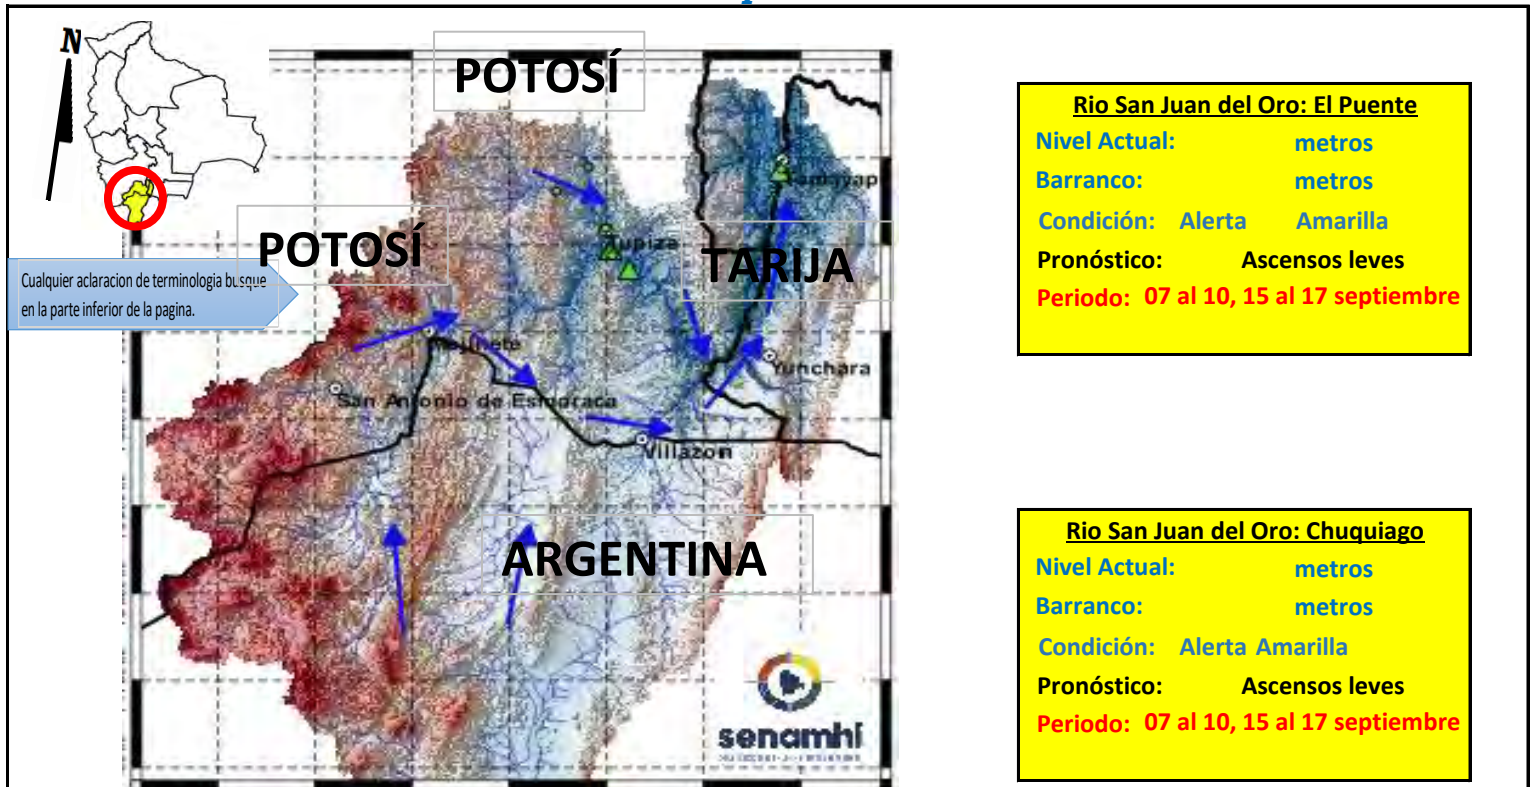 N
POTOSÍ
POTOSÍ
TARIJA
Cualquier aclaracion de terminologia busque
en la parte inferior de la pagina.
Tupiza
Mojinete
Yunchara
San Antonio de Esmoraca
Villazon
ARGENTINA
senamhi
Rio San Juan del Oro: El Puente
Nivel Actual: metros
Barranco: metros
Condición: Alerta Amarilla
Pronóstico: Ascensos leves
Periodo: 07 al 10, 15 al 17 septiembre
Rio San Juan del Oro: Chuquiago
Nivel Actual: metros
Barranco: metros
Condición: Alerta Amarilla
Pronóstico: Ascensos leves
Periodo: 07 al 10, 15 al 17 septiembre